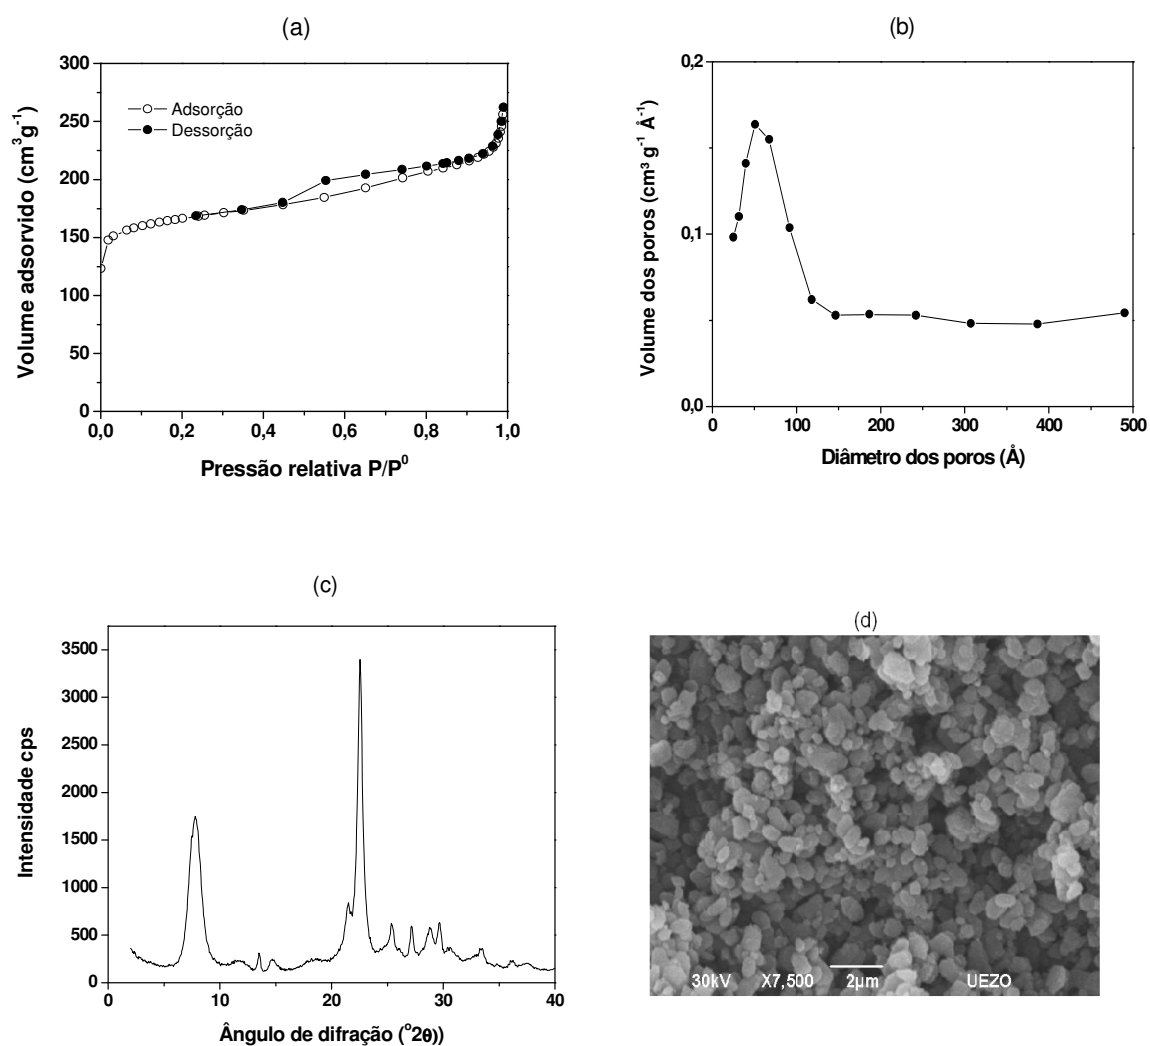 (a)
300
250
200
150
100
50
0
Volume adsorvido (cm³g⁻¹)
Adsorção
Dessorção
0,0 0,2 0,4 0,6 0,8 1,0
Pressão relativa P/P⁰
(b)
0,2
0,1
0,0
Volume dos poros (cm³ g⁻¹ Å⁻¹)
0 100 200 300 400 500
Diâmetro dos poros (Å)
(c)
3500
3000
2500
2000
1500
1000
500
0
Intensidade cps
0 10 20 30 40
Ângulo de difração (°2θ))
(d)
30kV X7,500 2µm UEZO